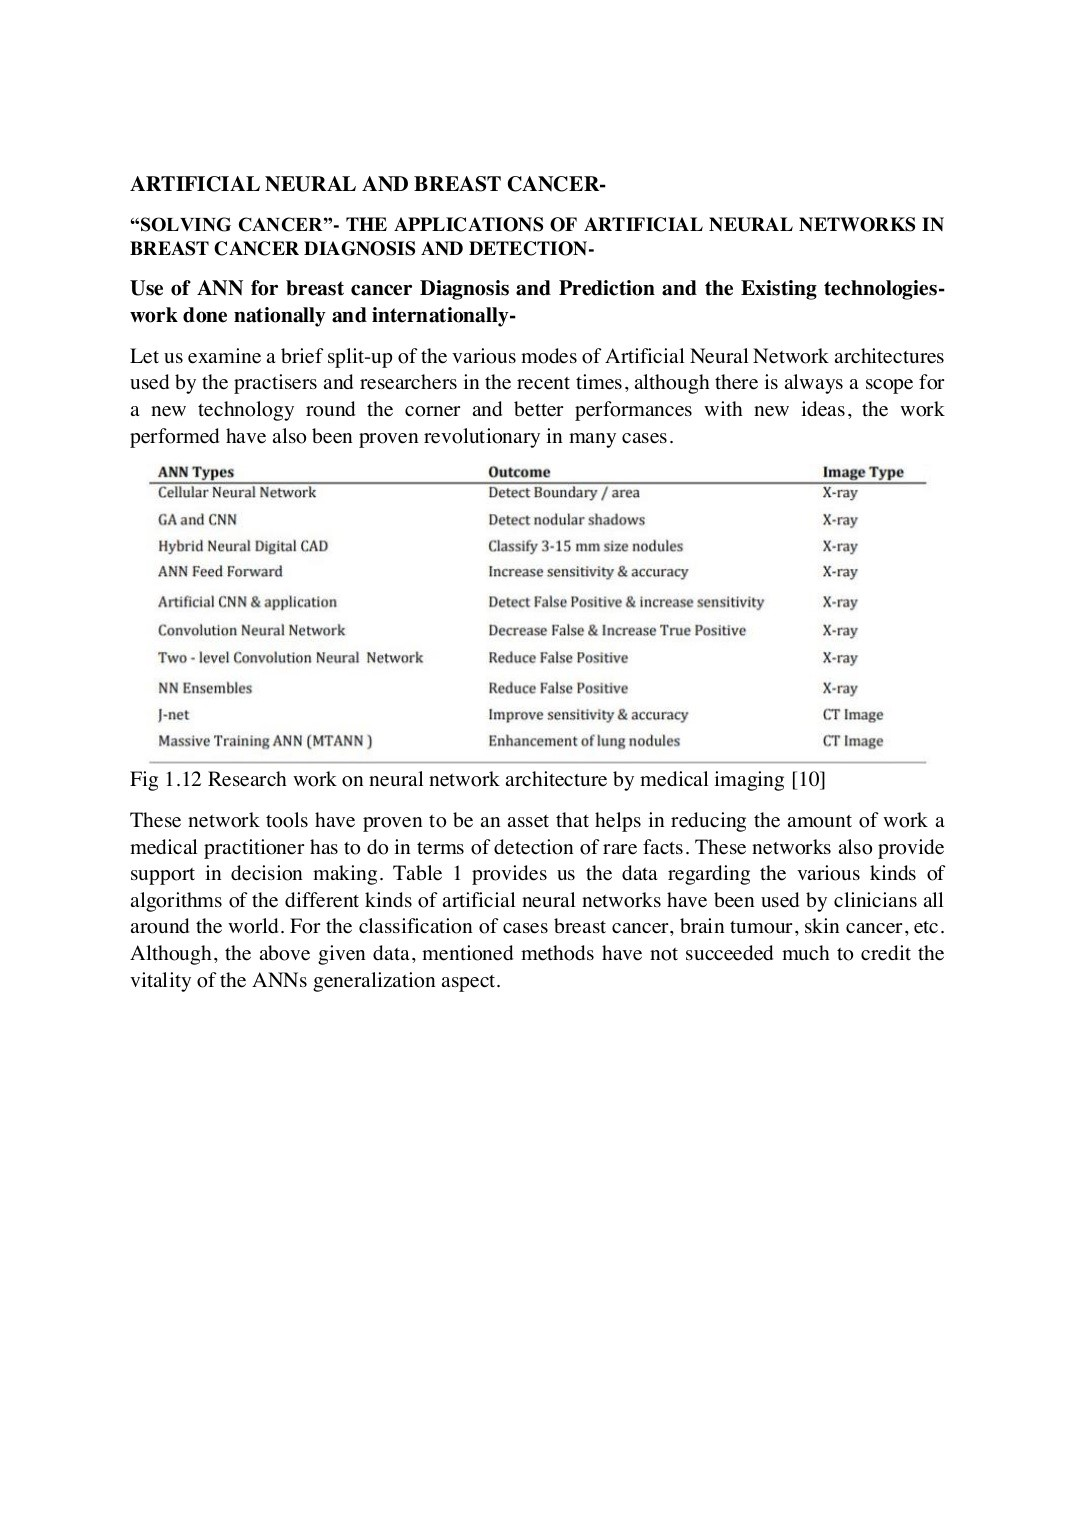 ARTIFICIAL NEURAL AND BREAST CANCER-
“SOLVING CANCER”- THE APPLICATIONS OF ARTIFICIAL NEURAL NETWORKS IN
BREAST CANCER DIAGNOSIS AND DETECTION-
Use of ANN for breast cancer Diagnosis and Prediction and the Existing technologies-
work done nationally and internationally-
Let us examine a brief split-up of the various modes of Artificial Neural Network architectures
used by the practisers and researchers in the recent times, although there is always a scope for
a new technology round the corner and better performances with new ideas, the work
performed have also been proven revolutionary in many cases.
ANN Types Outcome Image Type
Cellular Neural Network Detect Boundary / area X-ray
GA and CNN Detect nodular shadows X-ray
Hybrid Neural Digital CAD Classify 3-15 mm size nodules X-ray
ANN Feed Forward Increase sensitivity & accuracy X-ray
Artificial CNN & application Detect False Positive & increase sensitivity X-ray
Convolution Neural Network Decrease False & Increase True Positive X-ray
Two - level Convolution Neural Network Reduce False Positive X-ray
NN Ensembles Reduce False Positive X-ray
J-net Improve sensitivity & accuracy CT Image
Massive Training ANN (MTANN ) Enhancement of lung nodules CT Image
Fig 1.12 Research work on neural network architecture by medical imaging [10]
These network tools have proven to be an asset that helps in reducing the amount of work a
medical practitioner has to do in terms of detection of rare facts. These networks also provide
support in decision making. Table 1 provides us the data regarding the various kinds of
algorithms of the different kinds of artificial neural networks have been used by clinicians all
around the world. For the classification of cases breast cancer, brain tumour, skin cancer, etc.
Although, the above given data, mentioned methods have not succeeded much to credit the
vitality of the ANNs generalization aspect.